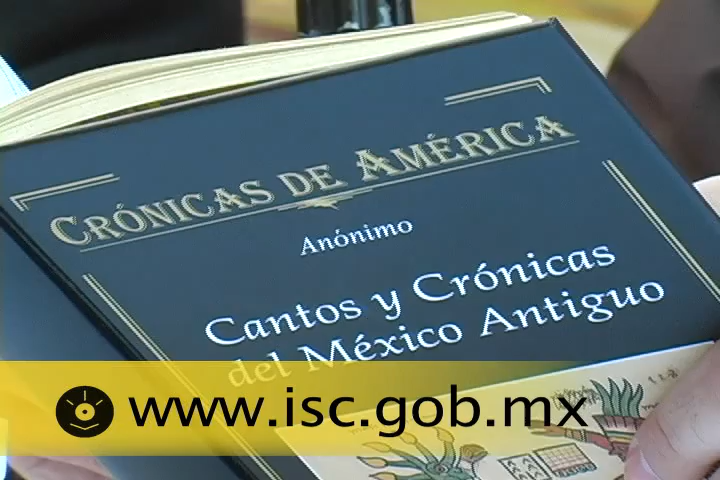 CRÓNICAS DE AMÉRICA
Anónimo
Cantos y Crónicas
del México Antiguo
www.isc.gob.mx